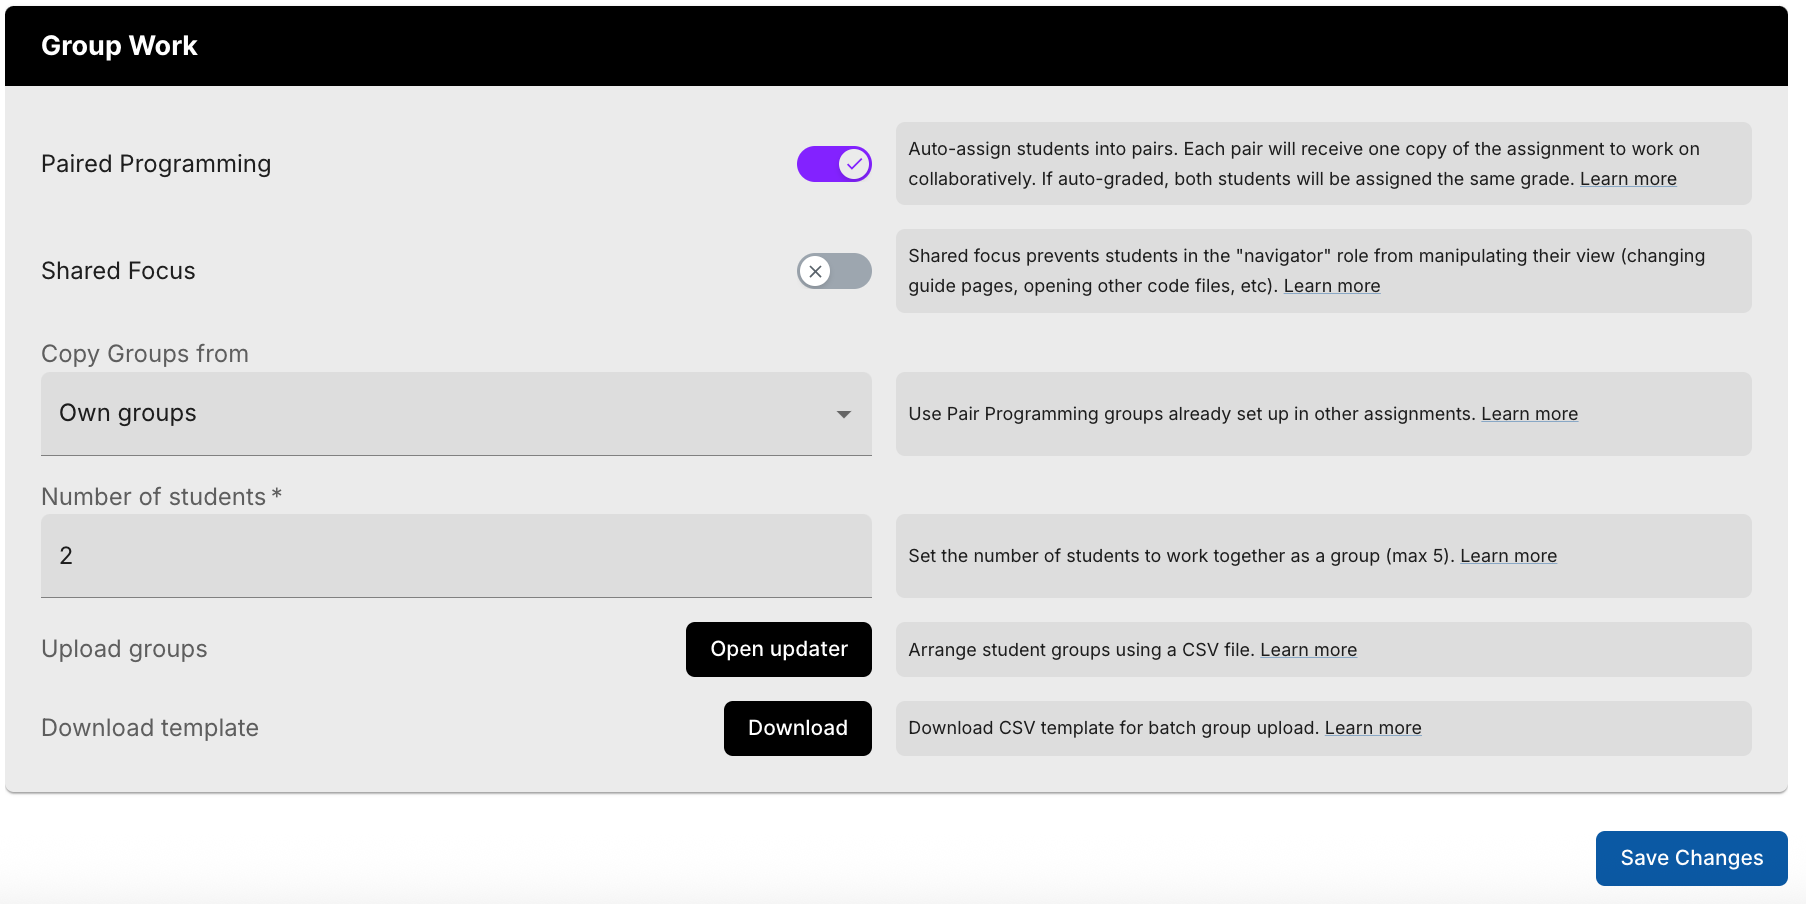 Group Work
Paired Programming
Auto-assign students into pairs. Each pair will receive one copy of the assignment to work on
collaboratively. If auto-graded, both students will be assigned the same grade. Learn more
Shared Focus
Shared focus prevents students in the "navigator" role from manipulating their view (changing
guide pages, opening other code files, etc). Learn more
Copy Groups from
Own groups
Use Pair Programming groups already set up in other assignments. Learn more
Number of students *
2
Set the number of students to work together as a group (max 5). Learn more
Upload groups
Open updater
Arrange student groups using a CSV file. Learn more
Download template
Download
Download CSV template for batch group upload. Learn more
Save Changes